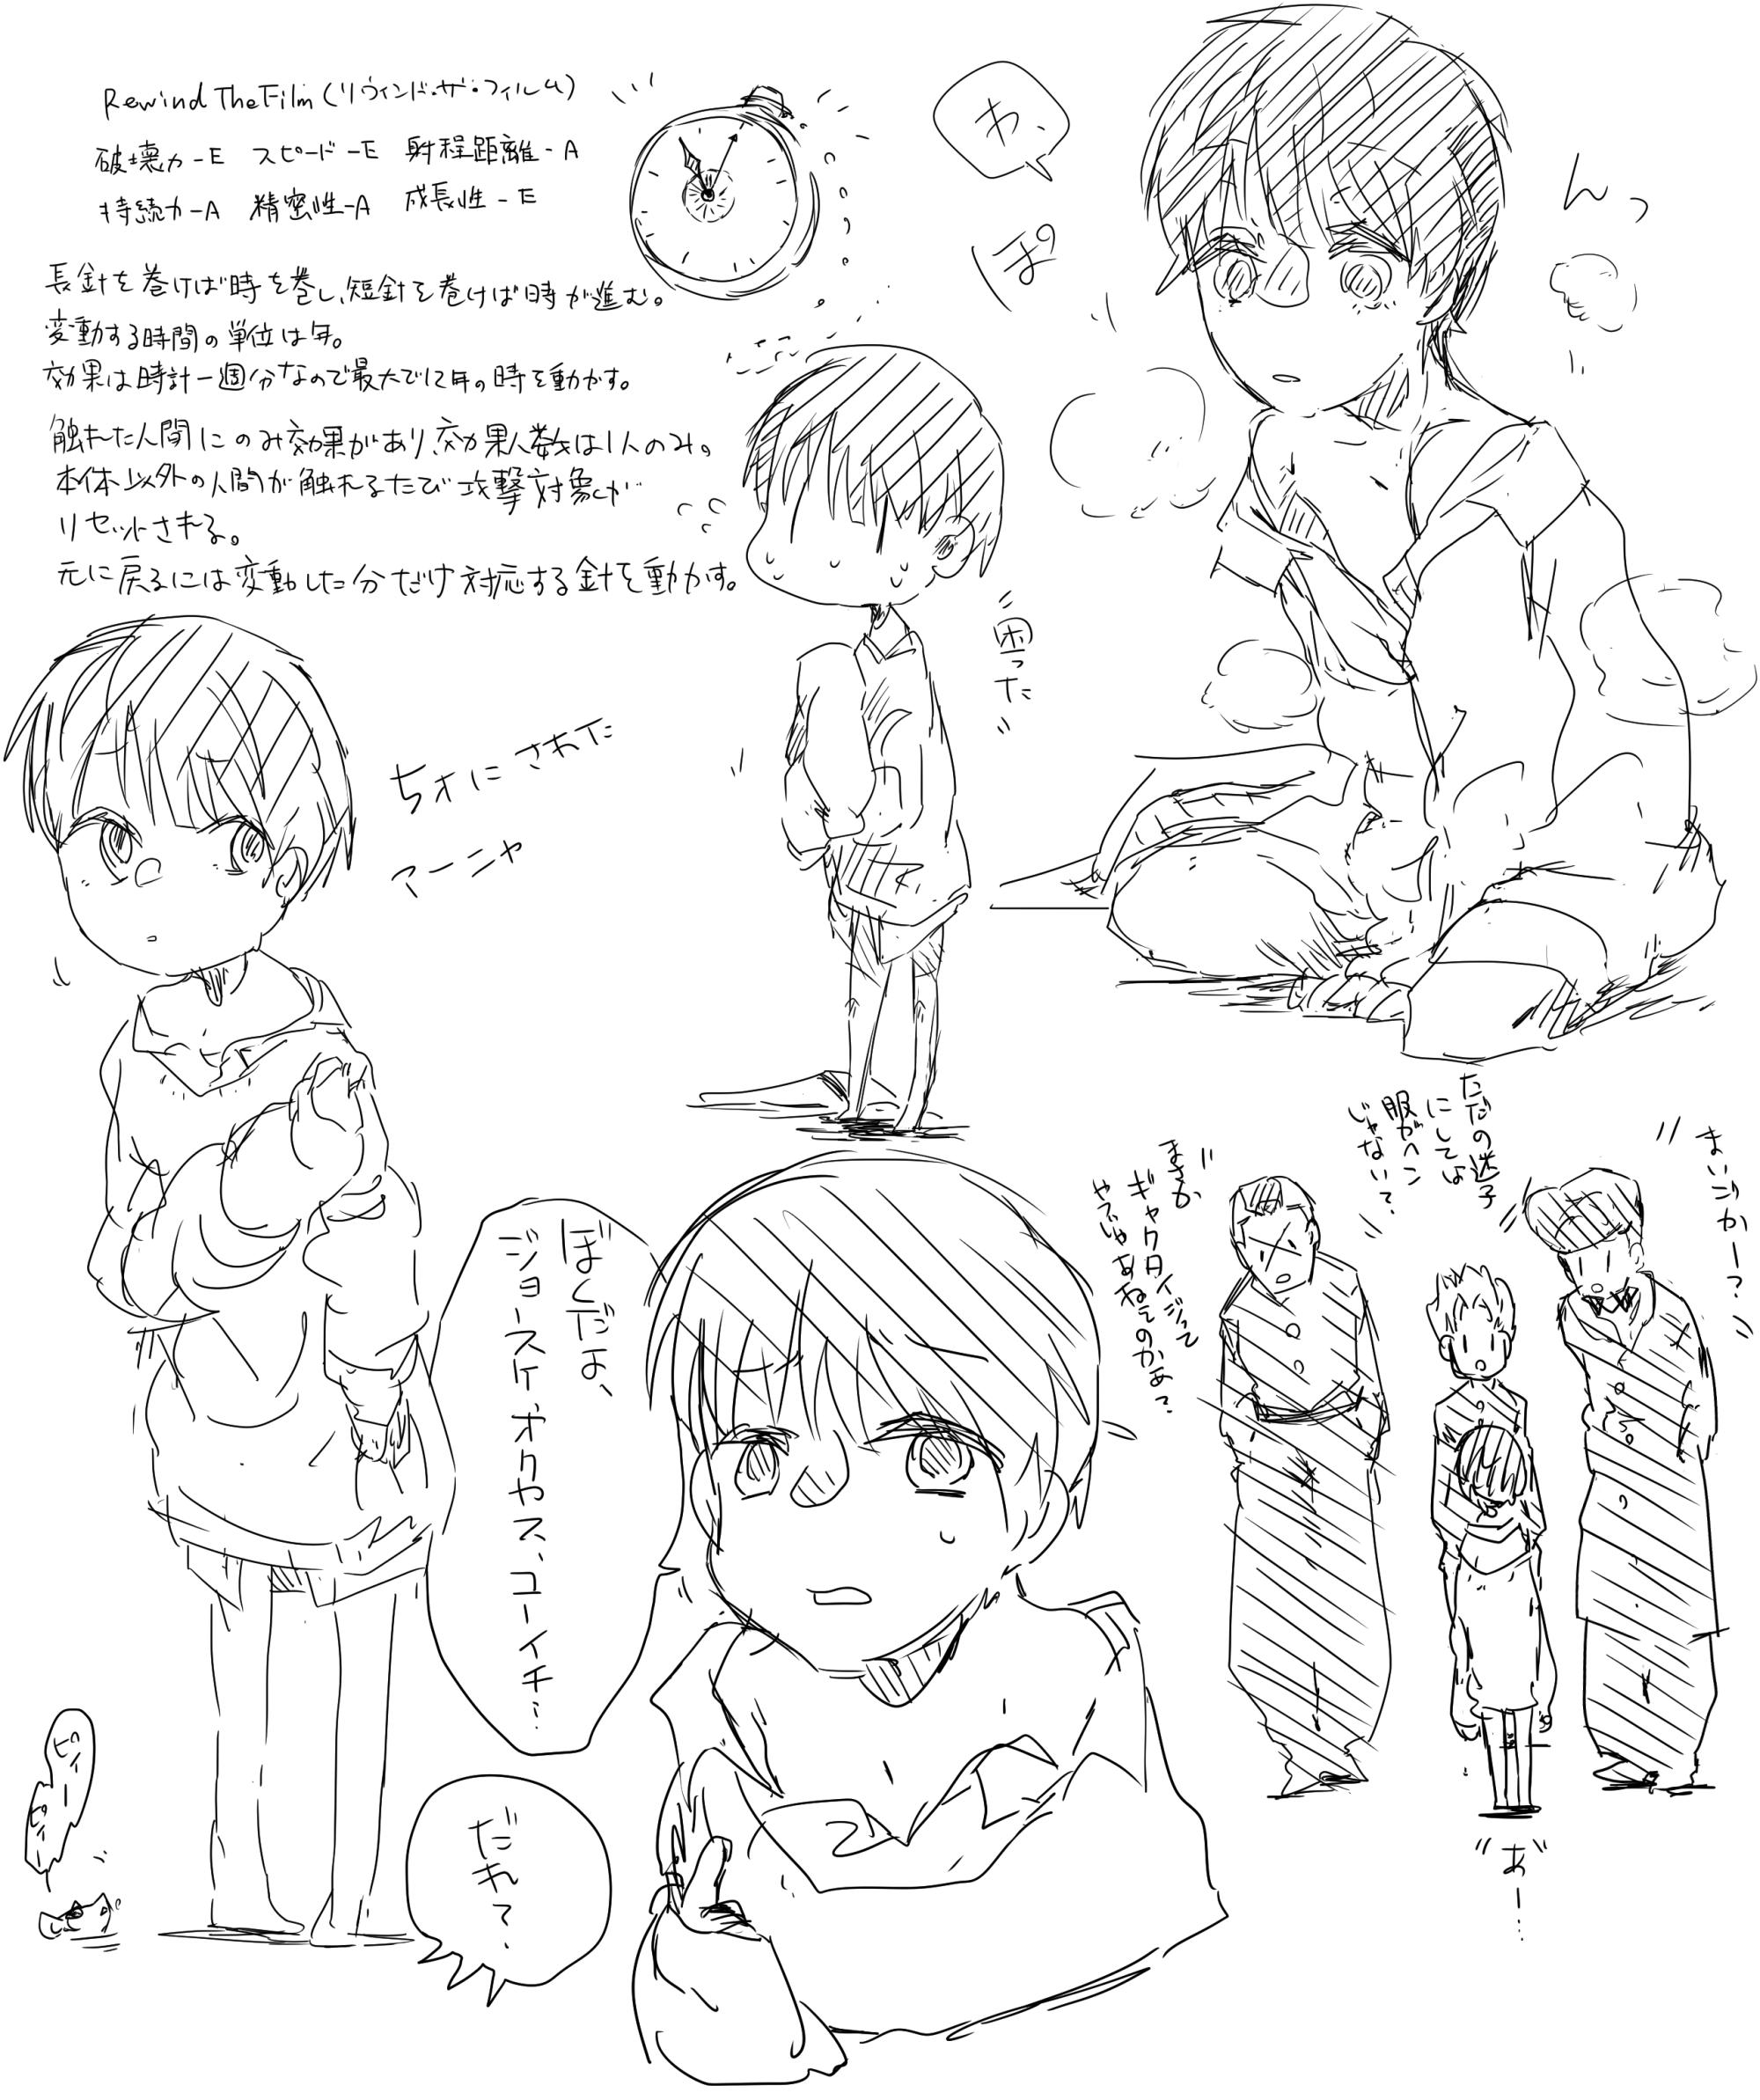 Rewind The Film(リウィンド・ザ・フィルム)
破壊力-E スピード-E 射程距離-A
持続力-A 精密性-A 成長性-E
長針を巻けば時を巻し、短針を巻けば時が進む。
変動する時間の単位は年。
効果は時計一週分なので最大で12年の時を動かす。
触れた人間にのみ効果があり、効果人数は1人のみ。
本体以外の人間が触れるたび攻撃対象が
リセットされる。
元に戻るには変動した分だけ対応する針を動かす。
わ、
ぽ
んっ
困った
ち才にされた
アーニャ
まいごかー?
ただの迷子
にしては
服がヘン
じゃない?
まさか
ギャクタイジって
やつじゃあねえのかぁ?
ぼくだよ、
ジョースケ、オクヤス、コーイチ…
だれ?
あ"ー…
ピィー
ピィー